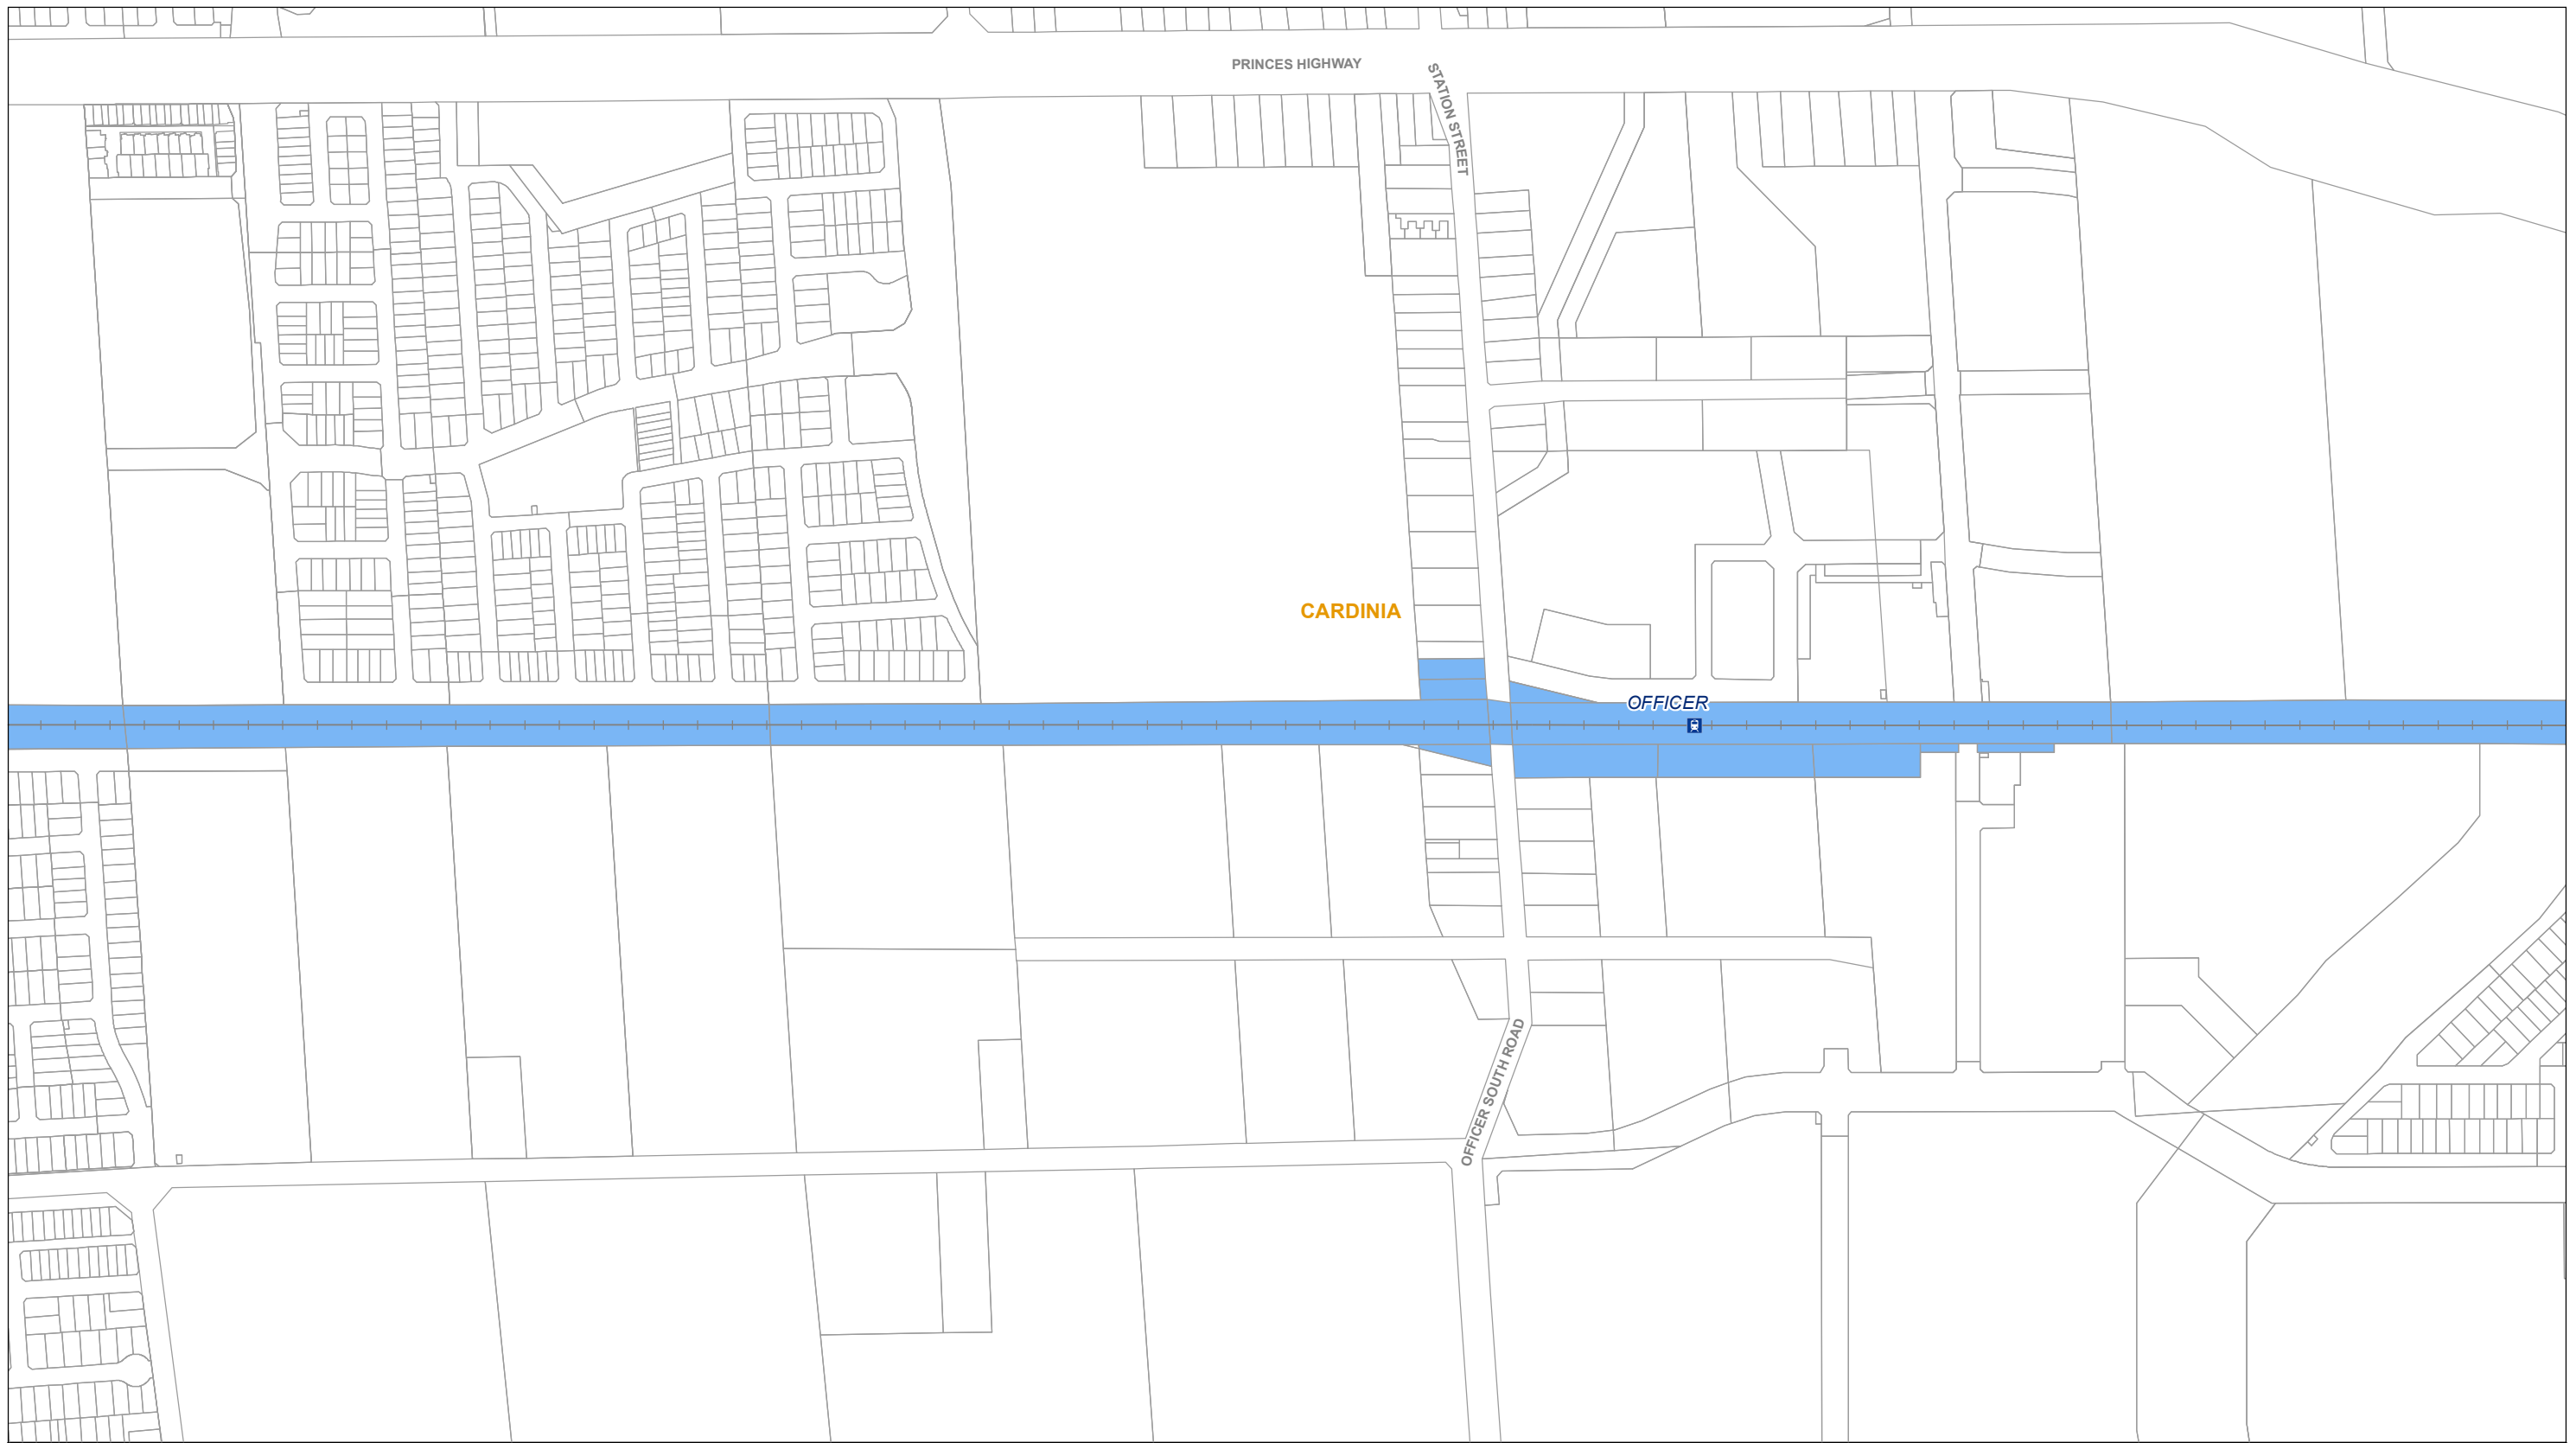 PRINCES HIGHWAY
STATION STREET
CARDINIA
OFFICER
OFFICER SOUTH ROAD